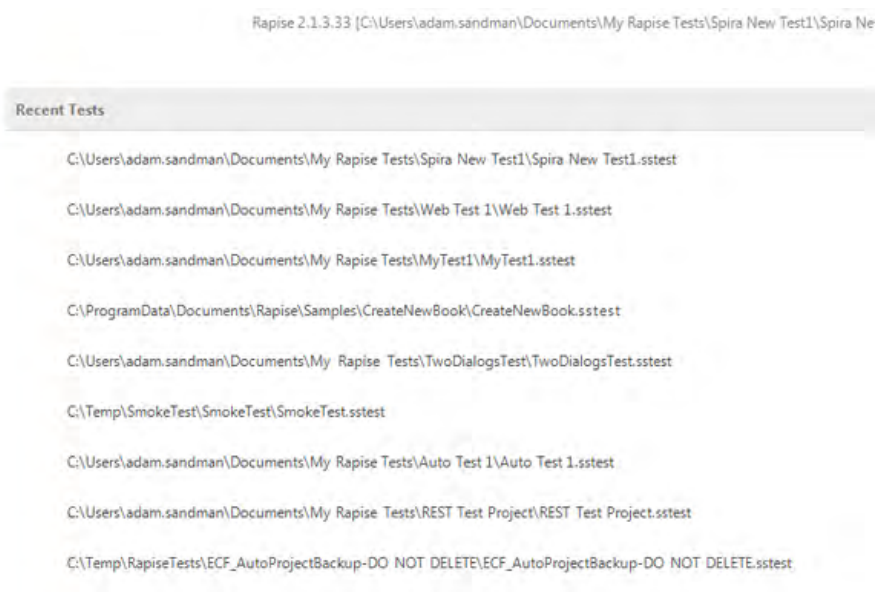 Rapise 2.1.3.33 [C:\Users\adam.sandman\Documents\My Rapise Tests\Spira New Test1\Spira Ne
Recent Tests
C:\Users\adam.sandman\Documents\My Rapise Tests\Spira New Test1\Spira New Test1.sstest
C:\Users\adam.sandman\Documents\My Rapise Tests\Web Test 1\Web Test 1.sstest
C:\Users\adam.sandman\Documents\My Rapise Tests\MyTest1\MyTest1.sstest
C:\ProgramData\Documents\Rapise\Samples\CreateNewBook\CreateNewBook.sstest
C:\Users\adam.sandman\Documents\My Rapise Tests\TwoDialogsTest\TwoDialogsTest.sstest
C:\Temp\SmokeTest\SmokeTest\SmokeTest.sstest
C:\Users\adam.sandman\Documents\My Rapise Tests\Auto Test 1\Auto Test 1.sstest
C:\Users\adam.sandman\Documents\My Rapise Tests\REST Test Project\REST Test Project.sstest
C:\Temp\RapiseTests\ECF_AutoProjectBackup-DO NOT DELETE\ECF_AutoProjectBackup-DO NOT DELETE.sstest